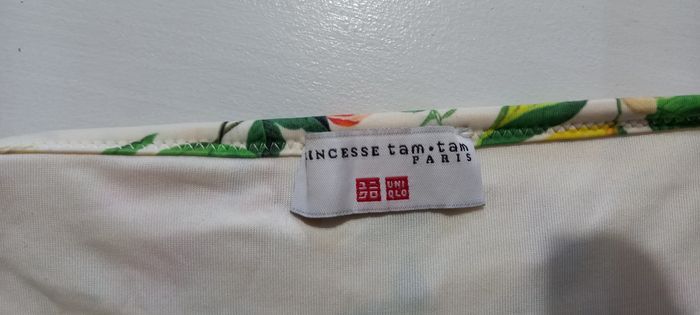 INCESSE tam•tam
PARIS
ユニ UNI
クロ QLO